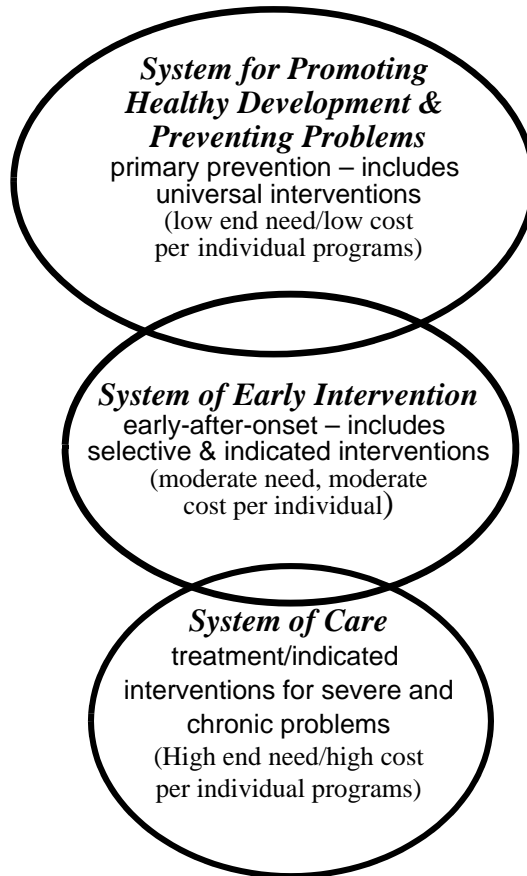 System for Promoting
Healthy Development &
Preventing Problems
primary prevention – includes
universal interventions
(low end need/low cost
per individual programs)
System of Early Intervention
early-after-onset – includes
selective & indicated interventions
(moderate need, moderate
cost per individual)
System of Care
treatment/indicated
interventions for severe and
chronic problems
(High end need/high cost
per individual programs)